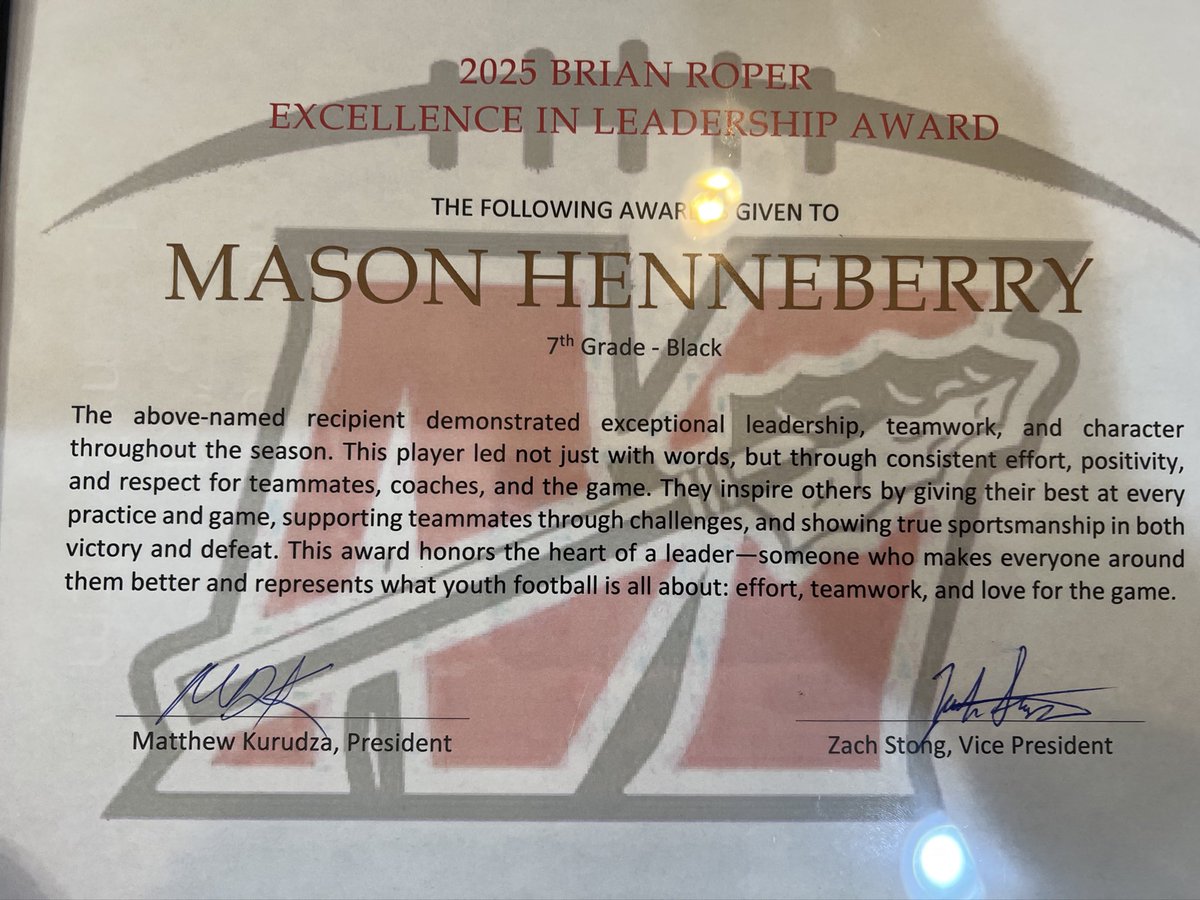 2025 BRIAN ROPER
EXCELLENCE IN LEADERSHIP AWARD
THE FOLLOWING AWARD IS GIVEN TO
MASON HENNEBERRY
7th Grade - Black
The above-named recipient demonstrated exceptional leadership, teamwork, and character
throughout the season. This player led not just with words, but through consistent effort, positivity,
and respect for teammates, coaches, and the game. They inspire others by giving their best at every
practice and game, supporting teammates through challenges, and showing true sportsmanship in both
victory and defeat. This award honors the heart of a leader—someone who makes everyone around
them better and represents what youth football is all about: effort, teamwork, and love for the game.
Matthew Kurudza, President
Zach Stong, Vice President